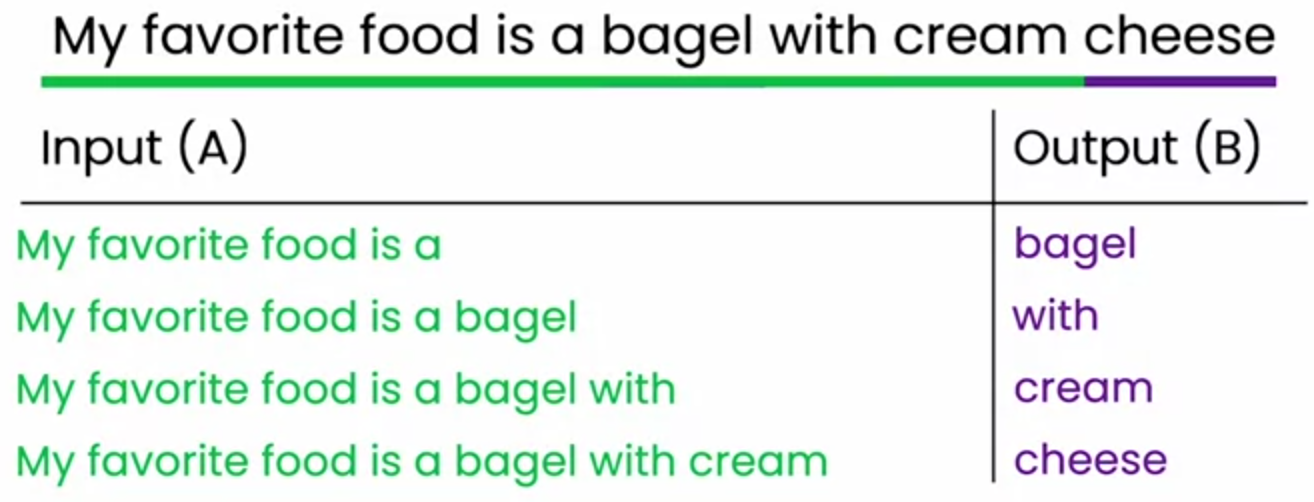 My favorite food is a bagel with cream cheese
Input (A) Output (B)
My favorite food is a bagel
My favorite food is a bagel with
My favorite food is a bagel with cream
My favorite food is a bagel with cream cheese